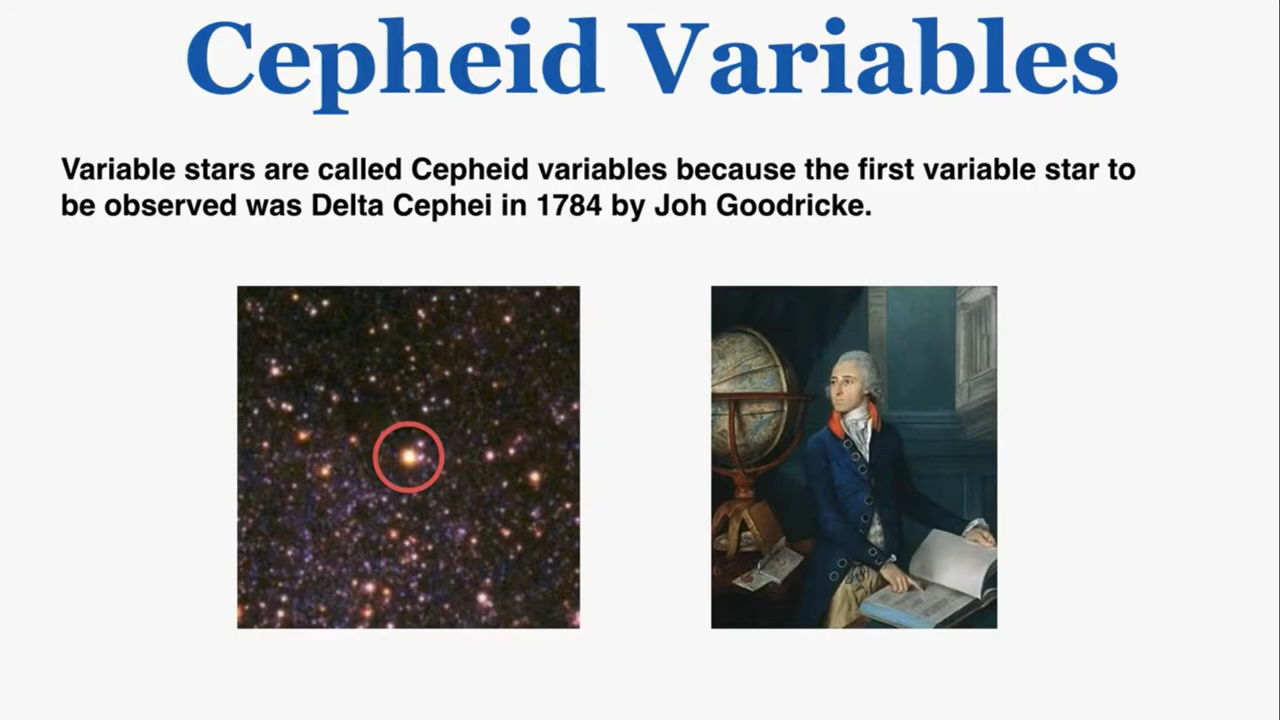 Cepheid Variables
Variable stars are called Cepheid variables because the first variable star to
be observed was Delta Cephei in 1784 by Joh Goodricke.